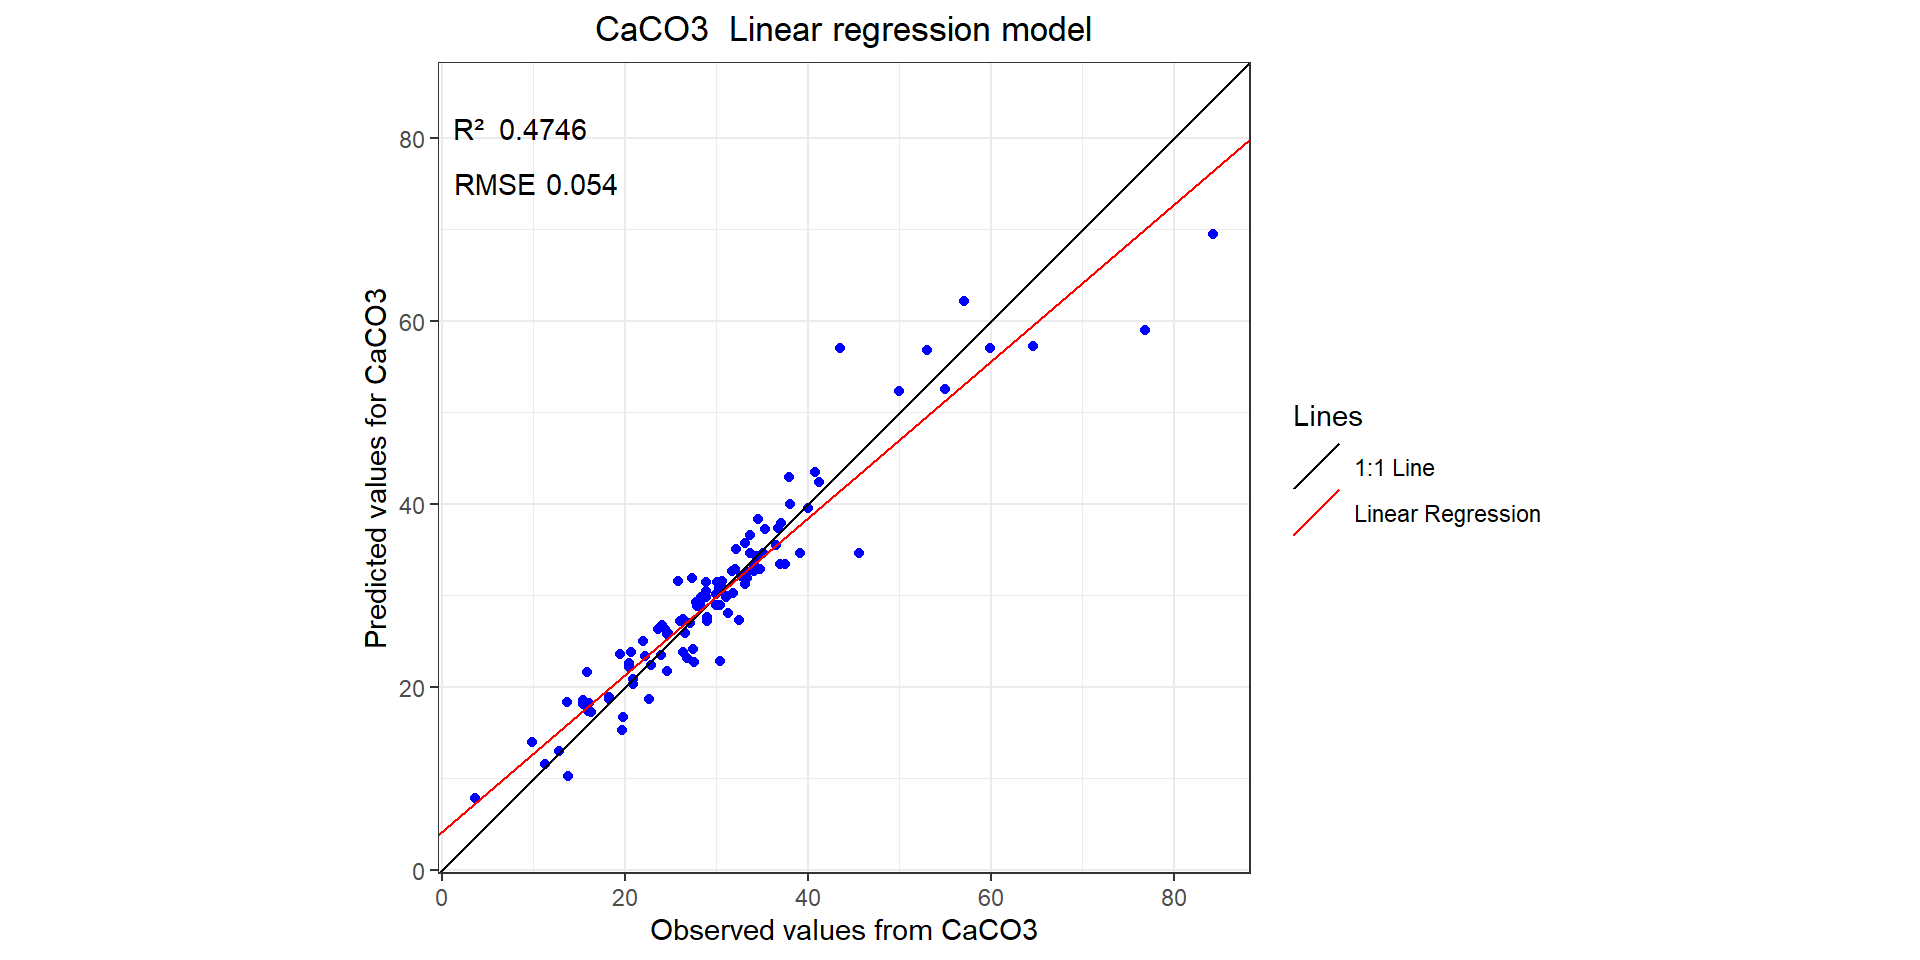 CaCO3  Linear regression model
R²  0.4746
RMSE 0.054
80
60
40
20
0
Predicted values for CaCO3
0 20 40 60 80
Observed values from CaCO3
Lines
1:1 Line
Linear Regression